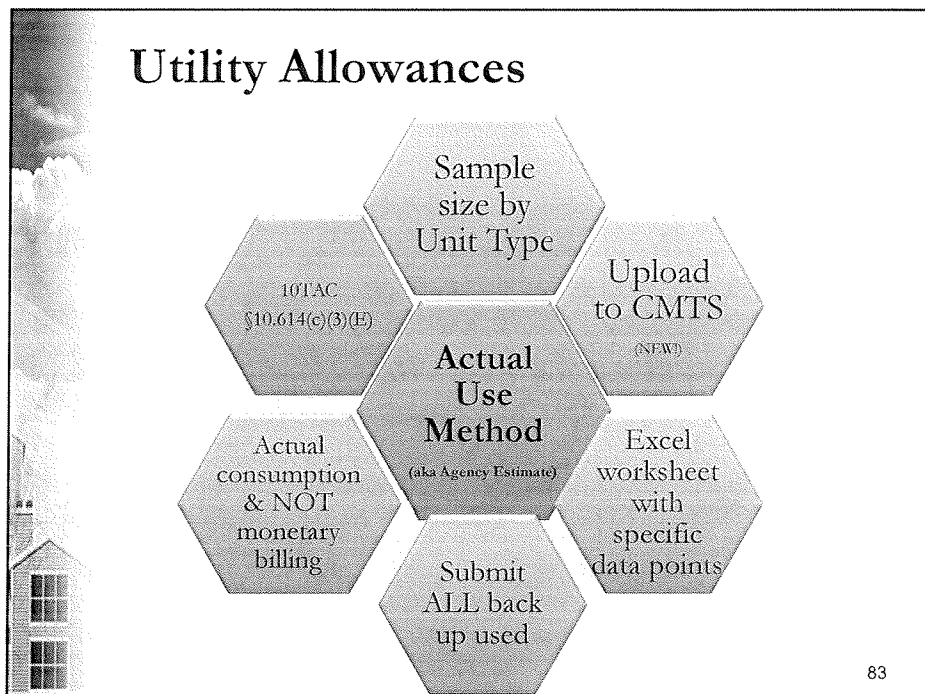 Utility Allowances
Sample
size by
Unit Type
10TAC
§10.614(c)(3)(E)
Upload
to CMTS
(NEW!)
Actual
Use
Method
(aka Agency Estimate)
Actual
consumption
& NOT
monetary
billing
Excel
worksheet
with
specific
data points
Submit
ALL back
up used
83